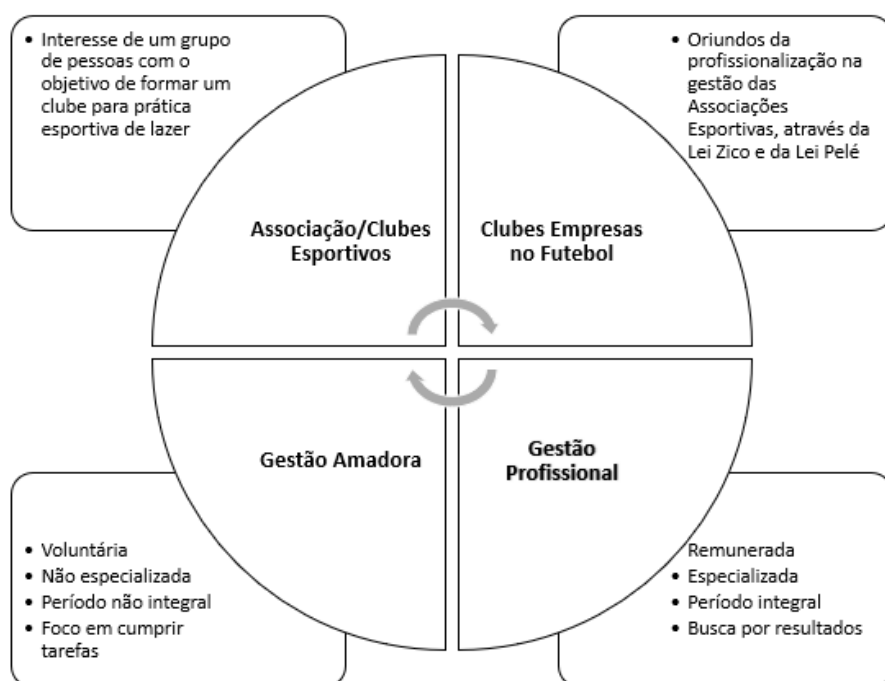 • Interesse de um grupo
de pessoas com o
objetivo de formar um
clube para prática
esportiva de lazer
• Oriundos da
profissionalização na
gestão das
Associações
Esportivas, através da
Lei Zico e da Lei Pelé
Associação/Clubes
Esportivos
Clubes Empresas
no Futebol
Gestão Amadora
Gestão
Profissional
• Voluntária
• Não especializada
• Período não integral
• Foco em cumprir
tarefas
Remunerada
• Especializada
• Período integral
• Busca por resultados